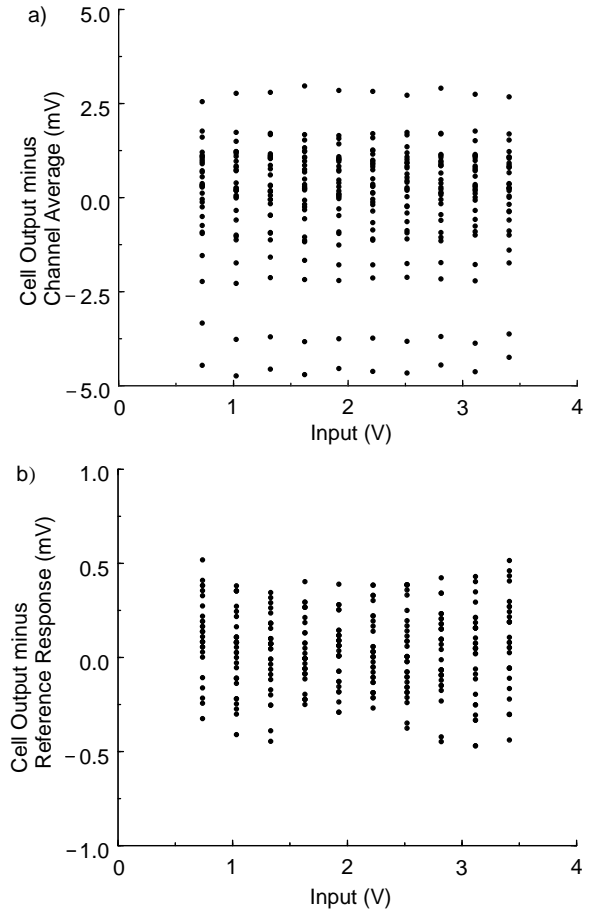 a)
5.0
2.5
0.0
−2.5
−5.0
Cell Output minus
Channel Average (mV)
0
1
2
3
4
Input (V)
b)
1.0
0.5
0.0
−0.5
−1.0
Cell Output minus
Reference Response (mV)
0
1
2
3
4
Input (V)